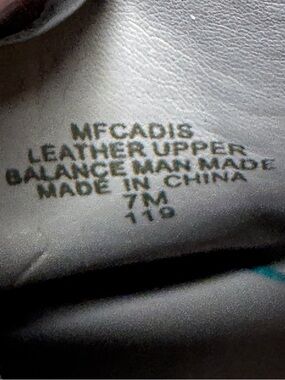 MFCADIS
LEATHER UPPER
BALANCE MAN MADE
MADE IN CHINA
7M
119